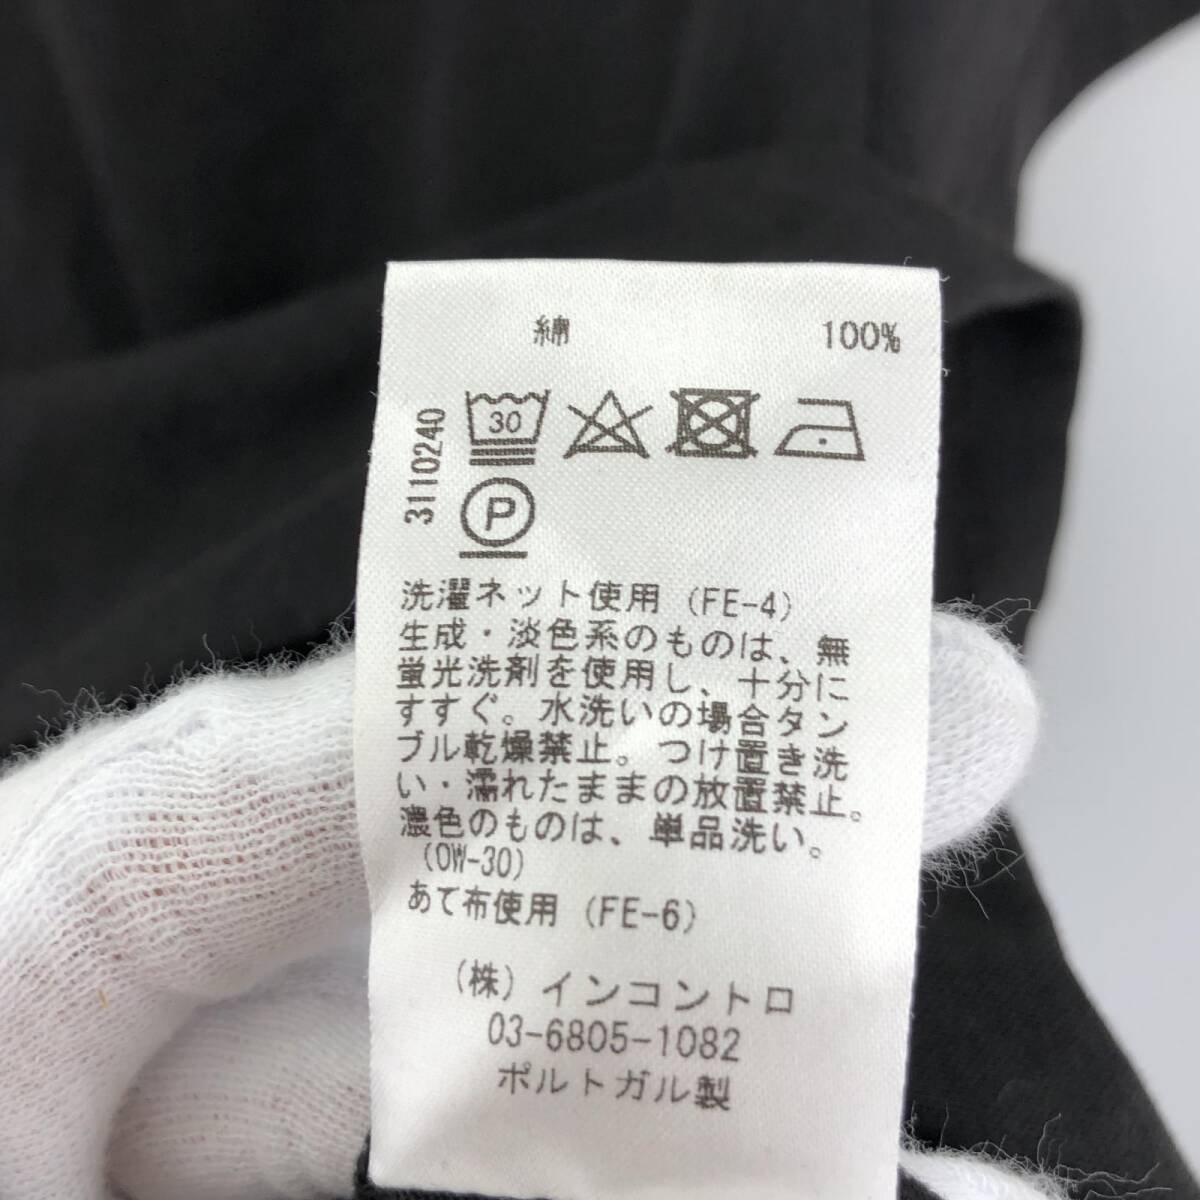 綿 100%
3110240
30
P
洗濯ネット使用 (FE-4)
生成・淡色系のものは、無
蛍光洗剤を使用し、十分に
すすぐ。水洗いの場合タン
ブル乾燥禁止。つけ置き洗
い・濡れたままの放置禁止。
濃色のものは、単品洗い。
(OW-30)
あて布使用 (FE-6)
(株) インコントロ
03-6805-1082
ポルトガル製